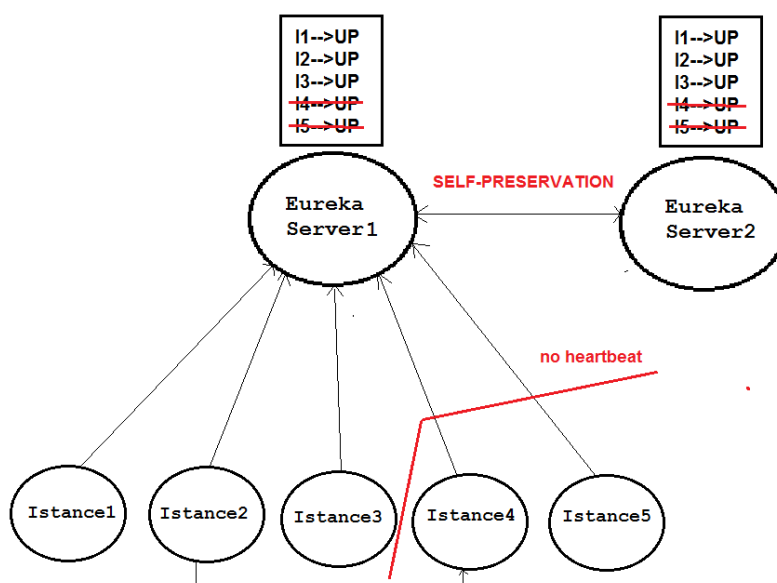 I1-->UP
I2-->UP
I3-->UP
I4-->UP
I5-->UP
I1-->UP
I2-->UP
I3-->UP
I4-->UP
I5-->UP
SELF-PRESERVATION
Eureka
Server1
Eureka
Server2
no heartbeat
Istance1
Istance2
Istance3
Istance4
Istance5